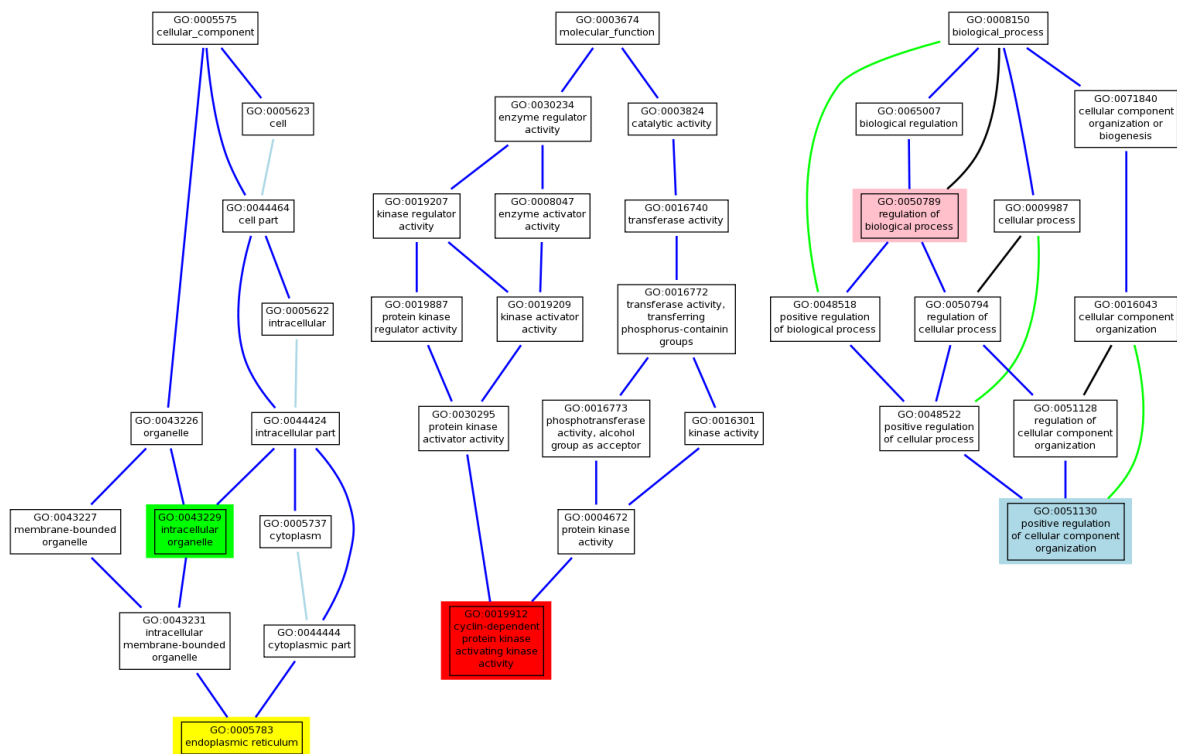 GO:0005575
cellular_component
GO:0003674
molecular_function
GO:0008150
biological_process
GO:0005623
cell
GO:0030234
enzyme regulator
activity
GO:0003824
catalytic activity
GO:0065007
biological regulation
GO:0071840
cellular component
organization or
biogenesis
GO:0044464
cell part
GO:0019207
kinase regulator
activity
GO:0008047
enzyme activator
activity
GO:0016740
transferase activity
GO:0050789
regulation of
biological process
GO:0009987
cellular process
GO:0005622
intracellular
GO:0019887
protein kinase
regulator activity
GO:0019209
kinase activator
activity
GO:0016772
transferase activity,
transferring
phosphorus-containin
groups
GO:0048518
positive regulation
of biological process
GO:0050794
regulation of
cellular process
GO:0016043
cellular component
organization
GO:0043226
organelle
GO:0044424
intracellular part
GO:0030295
protein kinase
activator activity
GO:0016773
phosphotransferase
activity, alcohol
group as acceptor
GO:0016301
kinase activity
GO:0048522
positive regulation
of cellular process
GO:0051128
regulation of
cellular component
organization
GO:0043227
membrane-bounded
organelle
GO:0043229
intracellular
organelle
GO:0005737
cytoplasm
GO:0004672
protein kinase
activity
GO:0051130
positive regulation
of cellular component
organization
GO:0043231
intracellular
membrane-bounded
organelle
GO:0044444
cytoplasmic part
GO:0019912
cyclin-dependent
protein kinase
activating kinase
activity
GO:0005783
endoplasmic reticulum